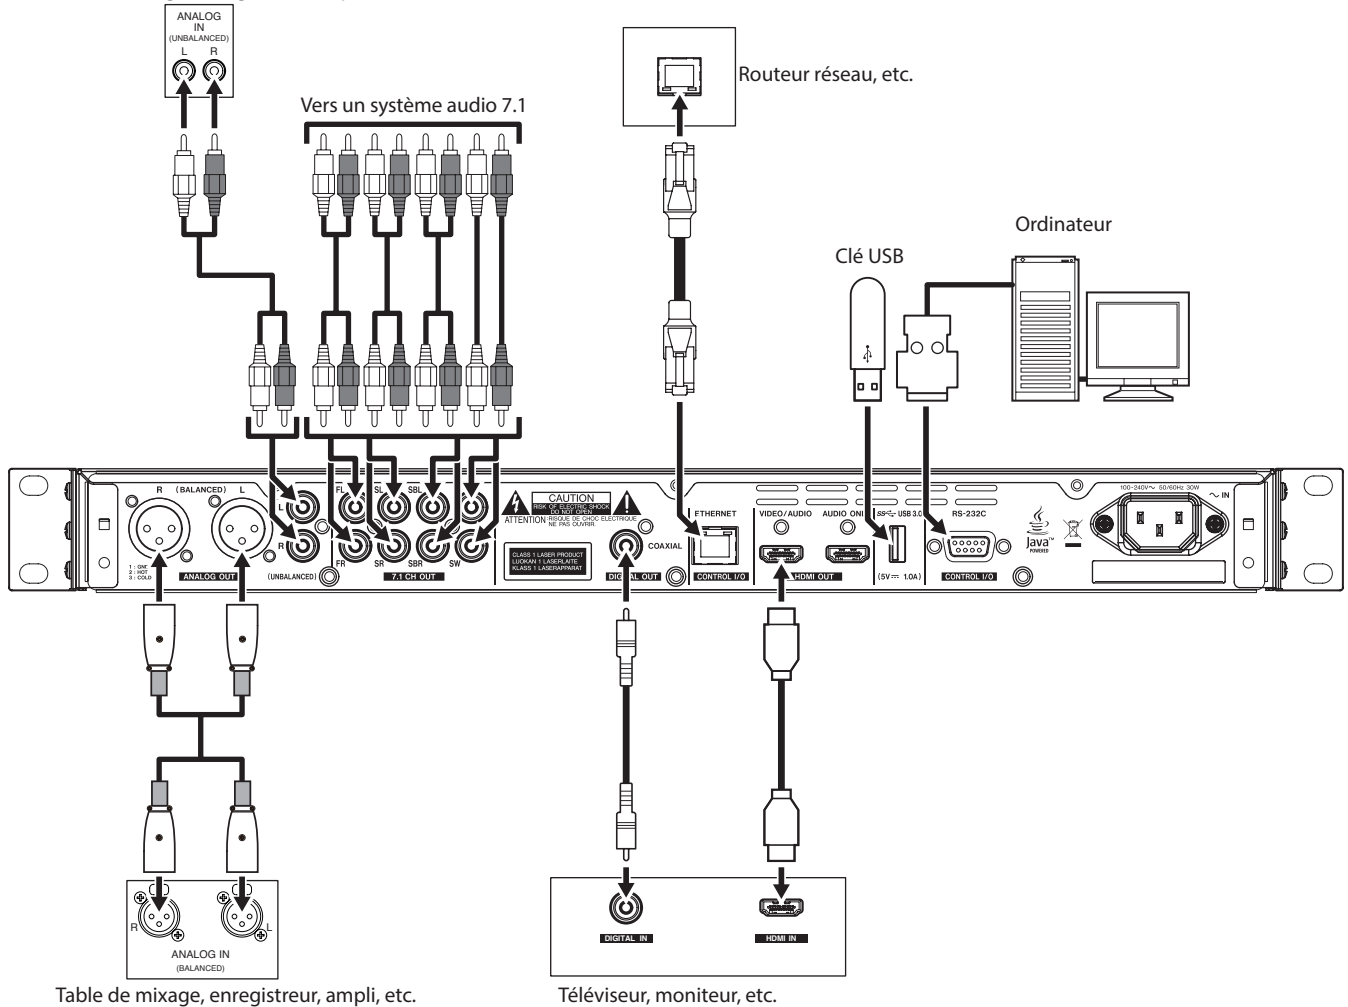 ANALOG
IN
(UNBALANCED)
L R
Routeur réseau, etc.
Vers un système audio 7.1
Ordinateur
Clé USB
R (BALANCED) L
1 : GND
2 : HOT
3 : COLD
ANALOG OUT
L
R
(UNBALANCED)
FL SL SBL
FR SR SBR SW
7.1 CH OUT
CAUTION
RISK OF ELECTRIC SHOCK
DO NOT OPEN
ATTENTION RISQUE DE CHOC ELECTRIQUE
NE PAS OUVRIR.
CLASS 1 LASER PRODUCT
LUOKAN 1 LASERLAITE
KLASS 1 LASERAPPARAT
COAXIAL
DIGITAL OUT
ETHERNET
CONTROL I/O
VIDEO/AUDIO AUDIO ONLY
HDMI OUT
USB 3.0
(5V 1.0A)
RS-232C
CONTROL I/O
Java™
POWERED
100-240V~ 50/60Hz 30W
~ IN
R L
ANALOG IN
(BALANCED)
DIGITAL IN
HDMI IN
Table de mixage, enregistreur, ampli, etc.
Téléviseur, moniteur, etc.